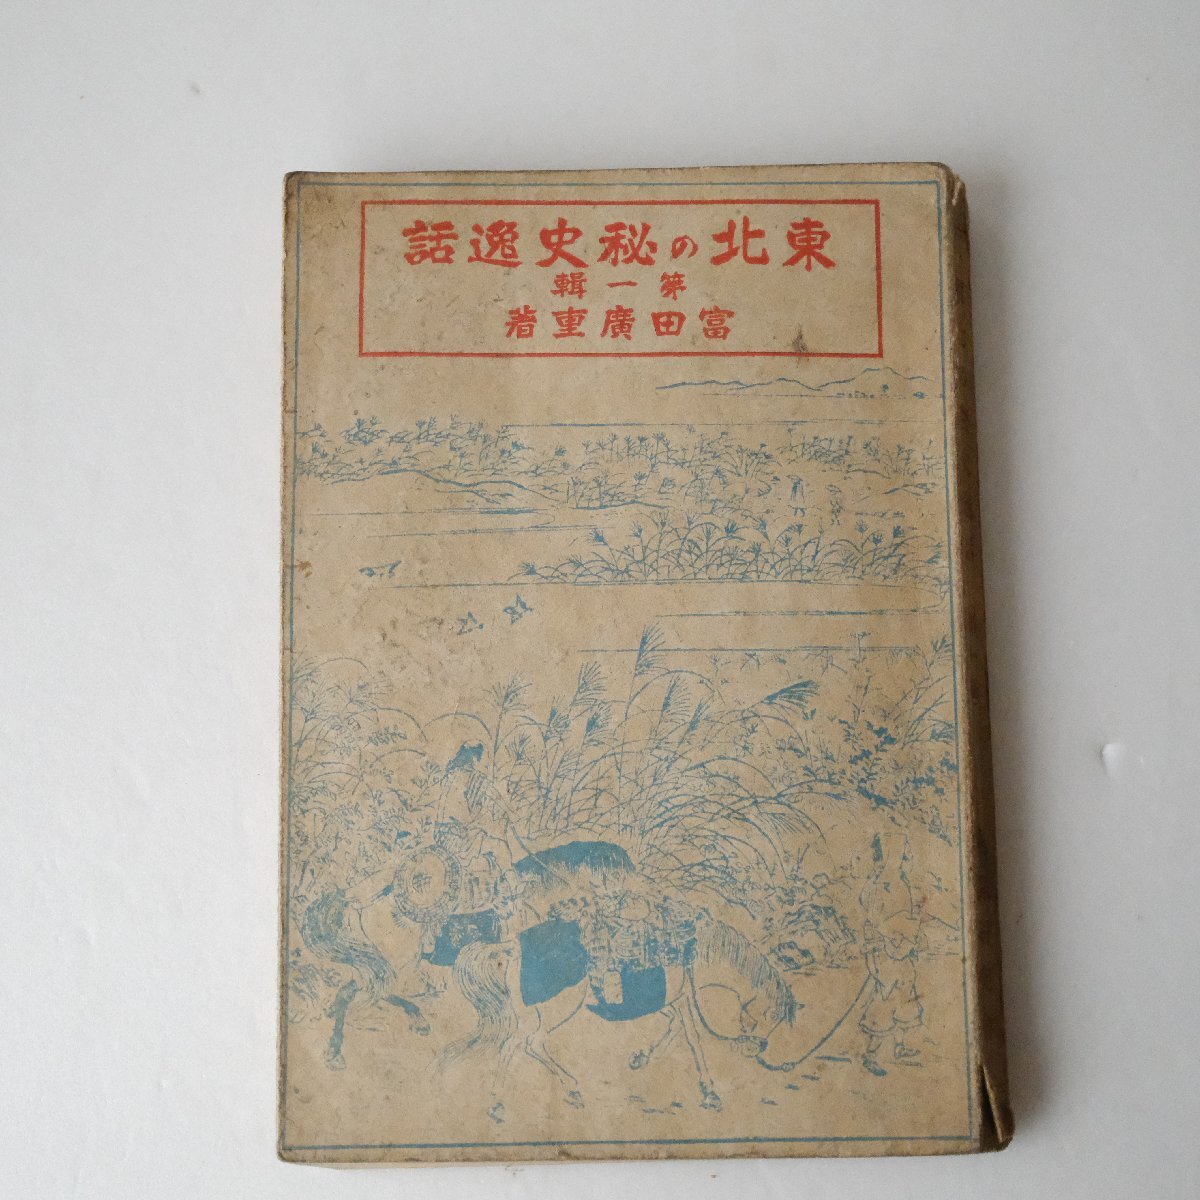 東北の秘史逸話
第一輯
富田廣重著